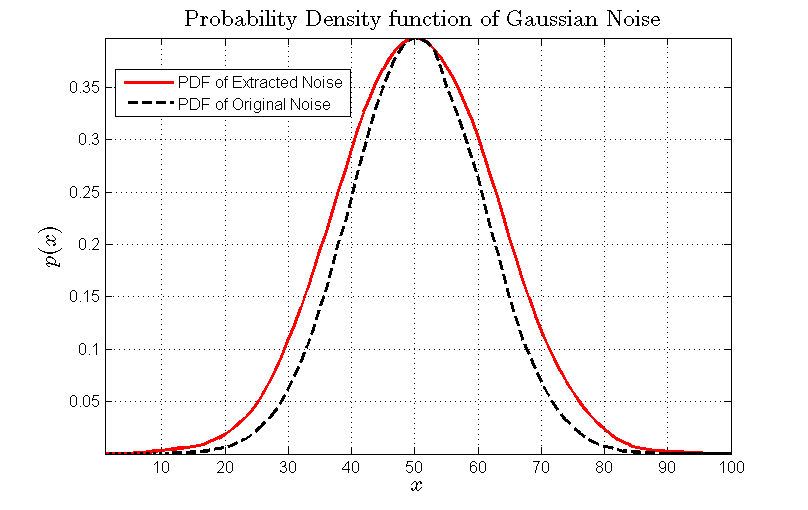 Probability Density function of Gaussian Noise
PDF of Extracted Noise
PDF of Original Noise
0.35
0.3
0.25
0.2
0.15
0.1
0.05
p(x)
10 20 30 40 50 60 70 80 90 100
x